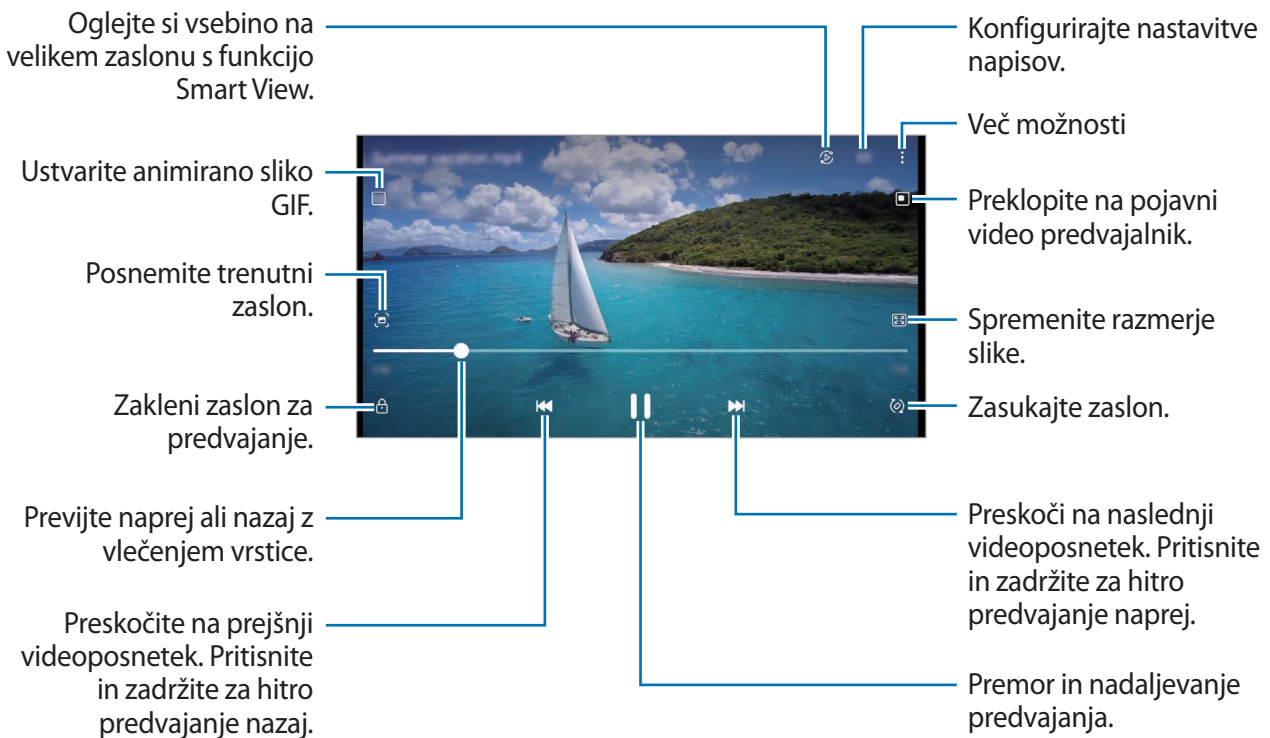 Oglejte si vsebino na
velikem zaslonu s funkcijo
Smart View.
Ustvarite animirano sliko
GIF.
Posnemite trenutni
zaslon.
Zakleni zaslon za
predvajanje.
Previjte naprej ali nazaj z
vlečenjem vrstice.
Preskočite na prejšnji
videoposnetek. Pritisnite
in zadržite za hitro
predvajanje nazaj.
Konfigurirajte nastavitve
napisov.
Več možnosti
Preklopite na pojavni
video predvajalnik.
Spremenite razmerje
slike.
Zasukajte zaslon.
Preskoči na naslednji
videoposnetek. Pritisnite
in zadržite za hitro
predvajanje naprej.
Premor in nadaljevanje
predvajanja.